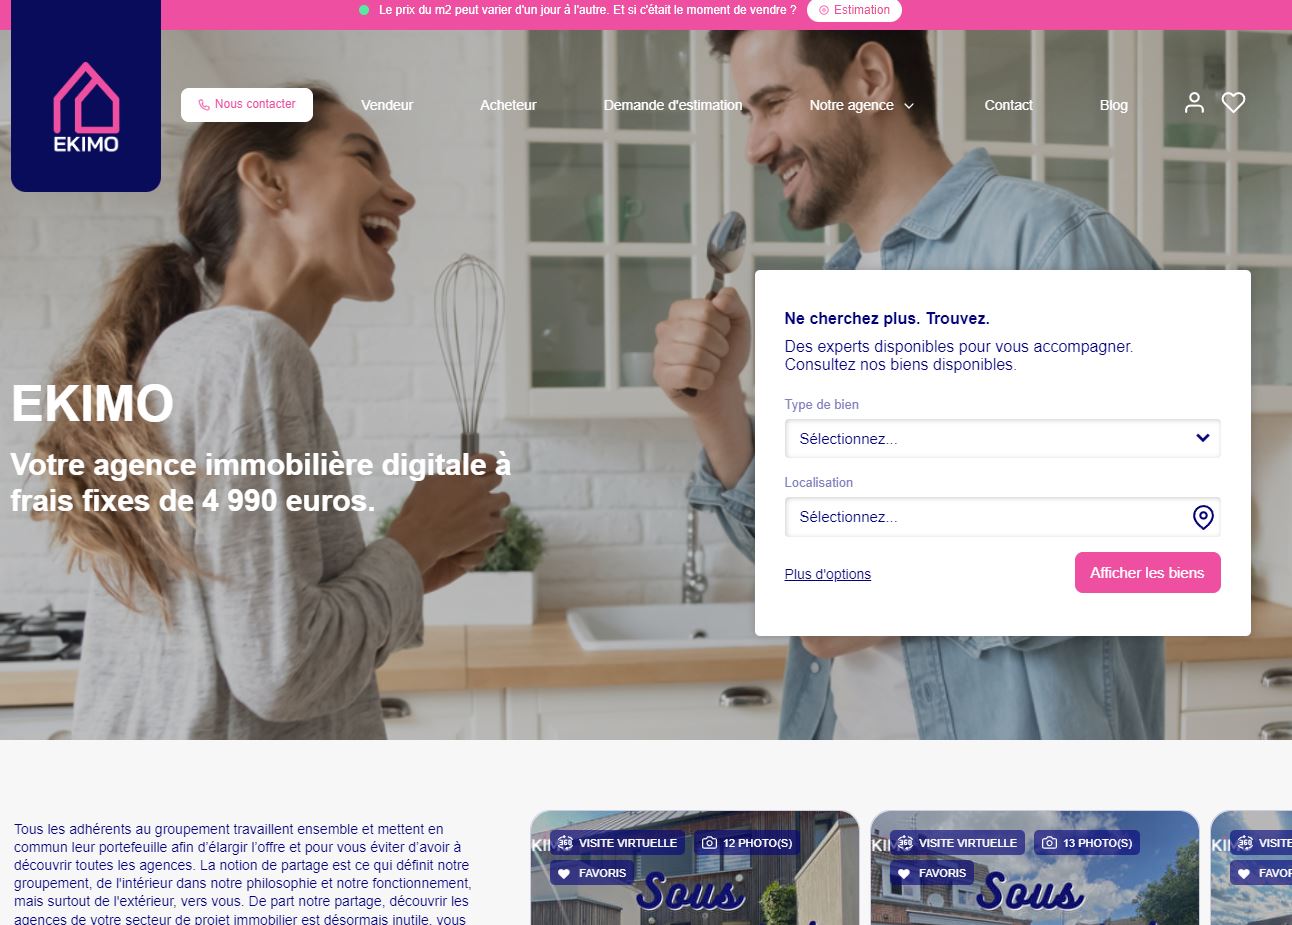 Le prix du m2 peut varier d'un jour à l'autre. Et si c'était le moment de vendre ?
Estimation
EKIMO
Nous contacter
Vendeur
Acheteur
Demande d'estimation
Notre agence
Contact
Blog
EKIMO
Votre agence immobilière digitale à
frais fixes de 4 990 euros.
Ne cherchez plus. Trouvez.
Des experts disponibles pour vous accompagner.
Consultez nos biens disponibles.
Type de bien
Sélectionnez...
Localisation
Sélectionnez...
Plus d'options
Afficher les biens
Tous les adhérents au groupement travaillent ensemble et mettent en
commun leur portefeuille afin d’élargir l’offre et pour vous éviter d’avoir à
découvrir toutes les agences. La notion de partage est ce qui définit notre
groupement, de l'intérieur dans notre philosophie et notre fonctionnement,
mais surtout de l'extérieur, vers vous. De part notre partage, découvrir les
agences de votre secteur de projet immobilier est désormais inutile, vous
360 VISITE VIRTUELLE
12 PHOTO(S)
FAVORIS
Sous
360 VISITE VIRTUELLE
13 PHOTO(S)
FAVORIS
Sous
360 VISITE
FAVOR